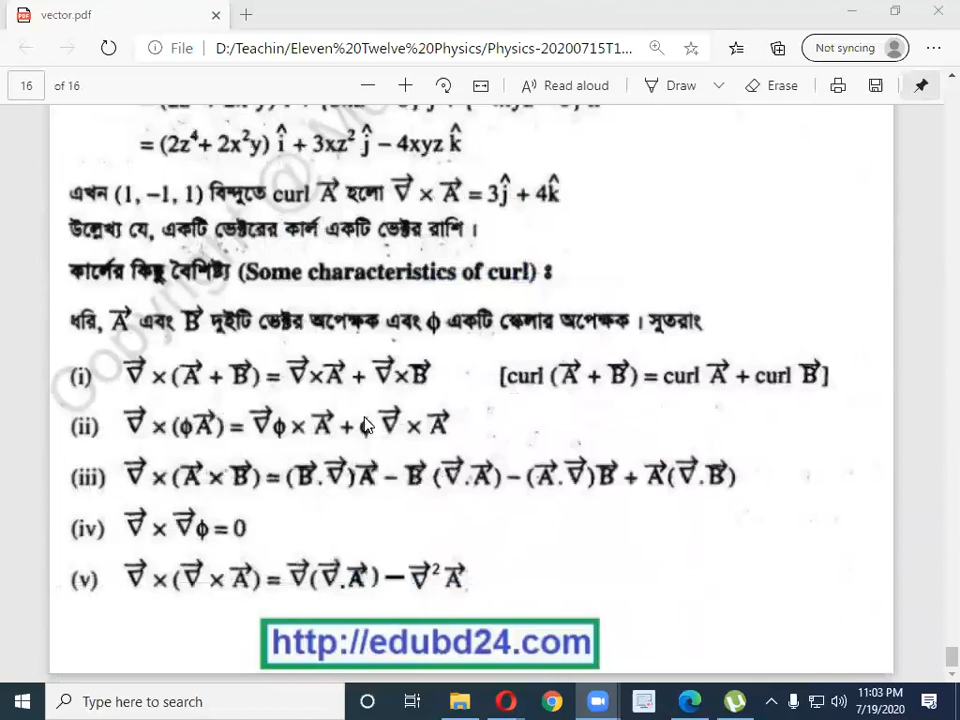 vector.pdf
File
D:/Teachin/Eleven%20Twelve%20Physics/Physics-20200715T1...
Not syncing
16 of 16
Read aloud
Draw
Erase
= (2z⁴+ 2x²y) î + 3xz² ĵ − 4xyz k̂
এখন (1, −1, 1) বিন্দুতে curl A⃗ হলো ∇⃗ × A⃗ = 3ĵ + 4k̂
উল্লেখ্য যে, একটি ভেক্টরের কার্ল একটি ভেক্টর রাশি ।
কার্লের কিছু বৈশিষ্ট্য (Some characteristics of curl) :
ধরি, A⃗ এবং B⃗ দুইটি ভেক্টর অপেক্ষক এবং ϕ একটি স্কেলার অপেক্ষক । সুতরাং
(i) ∇⃗ × (A⃗ + B⃗) = ∇⃗×A⃗ + ∇⃗×B⃗ [curl (A⃗ + B⃗) = curl A⃗ + curl B⃗]
(ii) ∇⃗ × (ϕA⃗) = ∇⃗ϕ × A⃗ + ϕ ∇⃗ × A⃗
(iii) ∇⃗ × (A⃗ × B⃗) = (B⃗.∇⃗)A⃗ − B⃗ (∇⃗.A⃗) − (A⃗.∇⃗)B⃗ + A⃗(∇⃗.B⃗)
(iv) ∇⃗ × ∇⃗ϕ = 0
(v) ∇⃗ × (∇⃗ × A⃗) = ∇⃗(∇⃗.A⃗) − ∇⃗² A⃗
http://edubd24.com
Copyright @
Type here to search
11:03 PM
7/19/2020